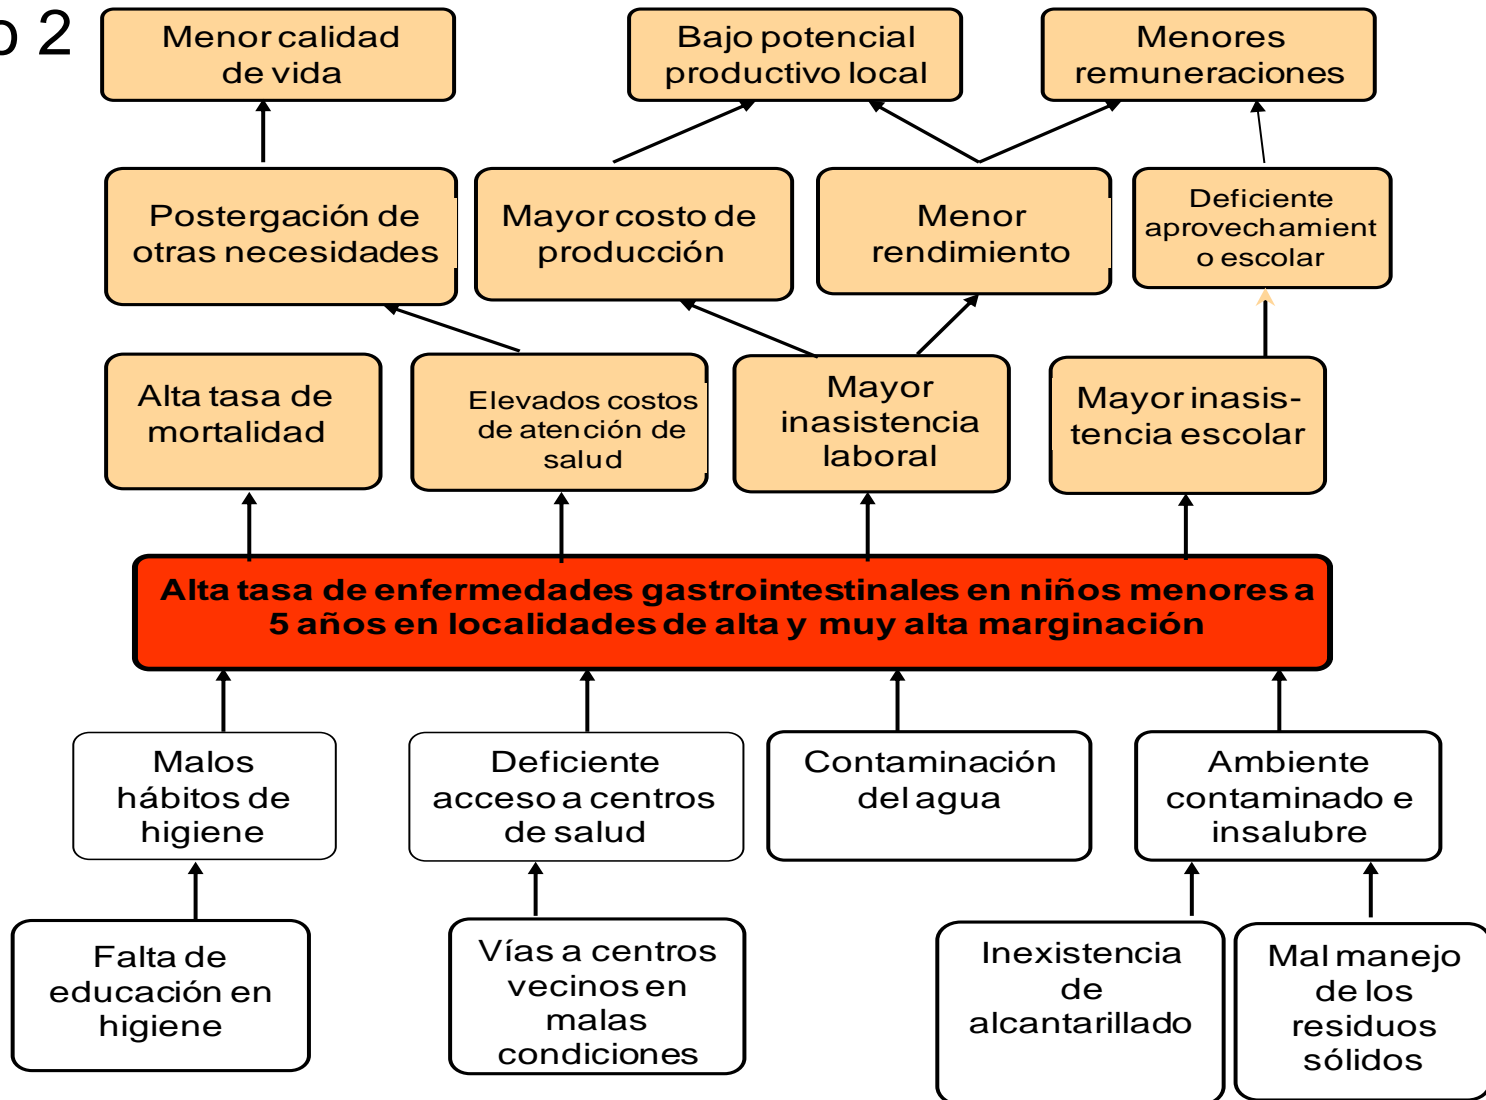 o 2
Menor calidad
de vida
Bajo potencial
productivo local
Menores
remuneraciones
Postergación de
otras necesidades
Mayor costo de
producción
Menor
rendimiento
Deficiente
aprovechamient
o escolar
Alta tasa de
mortalidad
Elevados costos
de atención de
salud
Mayor
inasistencia
laboral
Mayor inasis-
tencia escolar
Alta tasa de enfermedades gastrointestinales en niños menores a
5 años en localidades de alta y muy alta marginación
Malos
hábitos de
higiene
Deficiente
acceso a centros
de salud
Contaminación
del agua
Ambiente
contaminado e
insalubre
Falta de
educación en
higiene
Vías a centros
vecinos en
malas
condiciones
Inexistencia
de
alcantarillado
Mal manejo
de los
residuos
sólidos